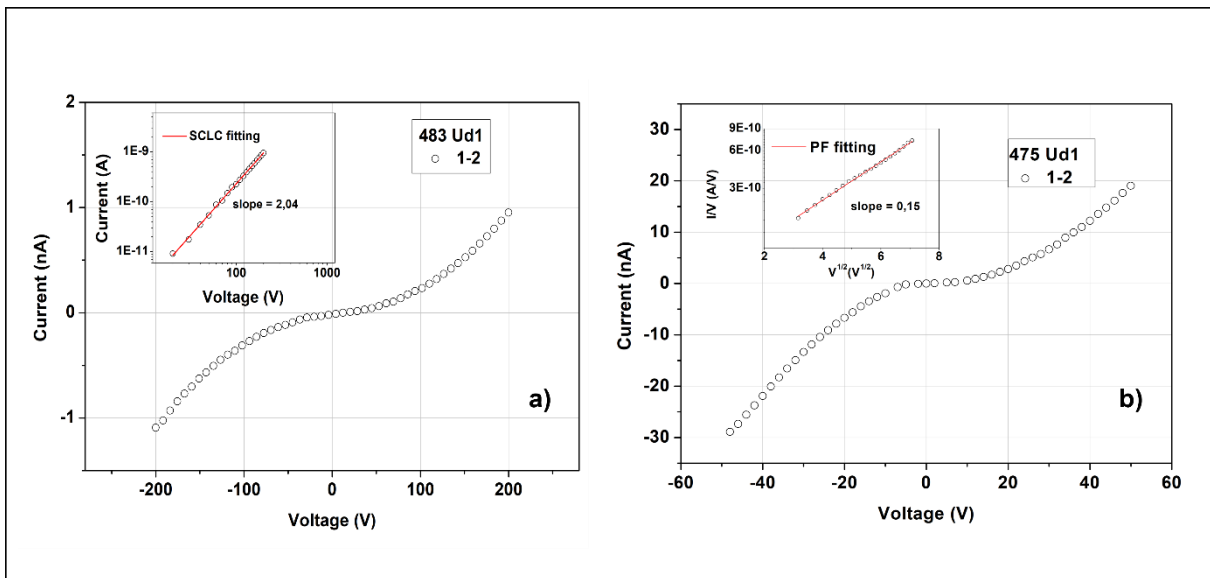 2
1
0
-1
Current (nA)
-200
-100
0
100
200
Voltage (V)
483 Ud1
1-2
a)
SCLC fitting
slope = 2,04
1E-9
1E-10
1E-11
Current (A)
100
1000
Voltage (V)
30
20
10
0
-10
-20
-30
Current (nA)
-60
-40
-20
0
20
40
60
Voltage (V)
475 Ud1
1-2
b)
PF fitting
slope = 0,15
9E-10
6E-10
3E-10
I/V (A/V)
2
4
6
8
V^1/2(V^1/2)